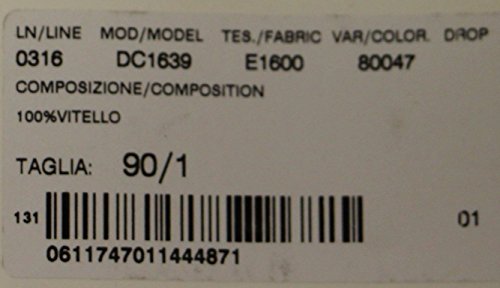 LN/LINE MOD/MODEL TES./FABRIC VAR/COLOR. DROP
0316 DC1639 E1600 80047
COMPOSIZIONE/COMPOSITION
100%VITELLO
TAGLIA: 90/1
131 01
0611747011444871